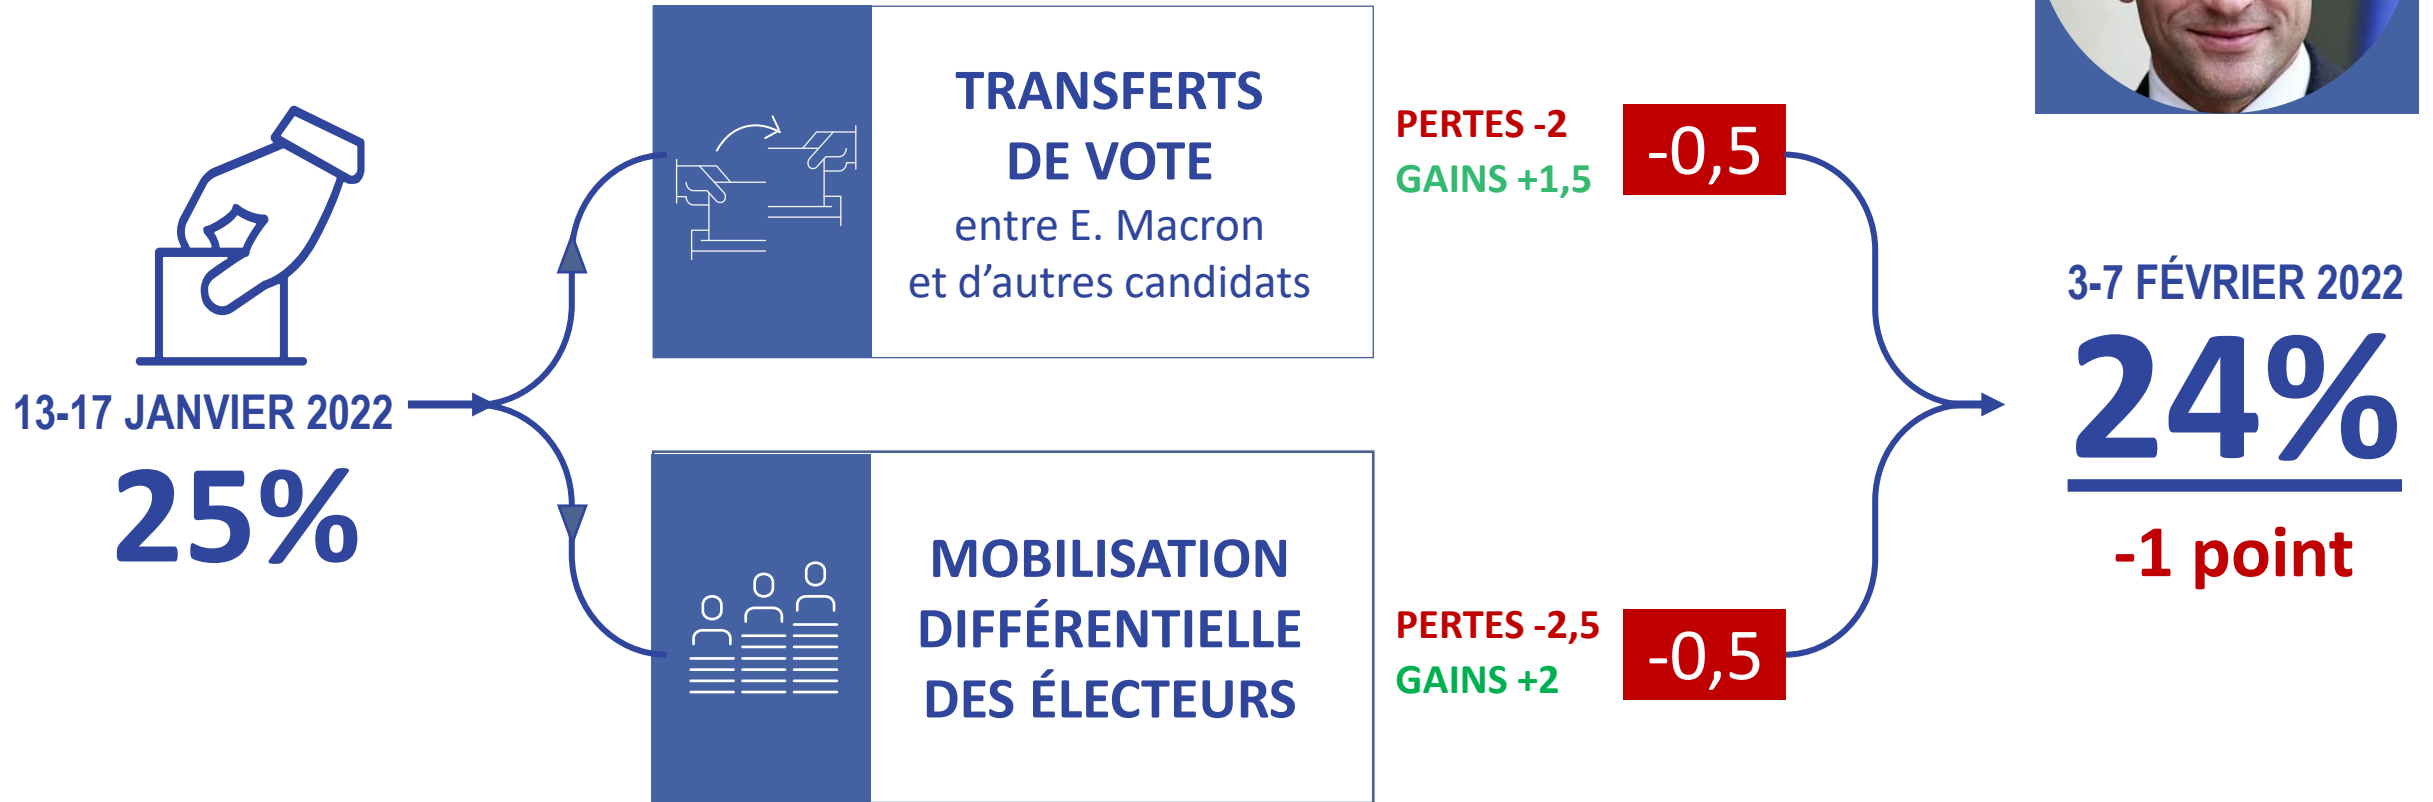 13-17 JANVIER 2022
25%
TRANSFERTS
DE VOTE
entre E. Macron
et d’autres candidats
PERTES -2
GAINS +1,5
-0,5
MOBILISATION
DIFFÉRENTIELLE
DES ÉLECTEURS
PERTES -2,5
GAINS +2
-0,5
3-7 FÉVRIER 2022
24%
-1 point